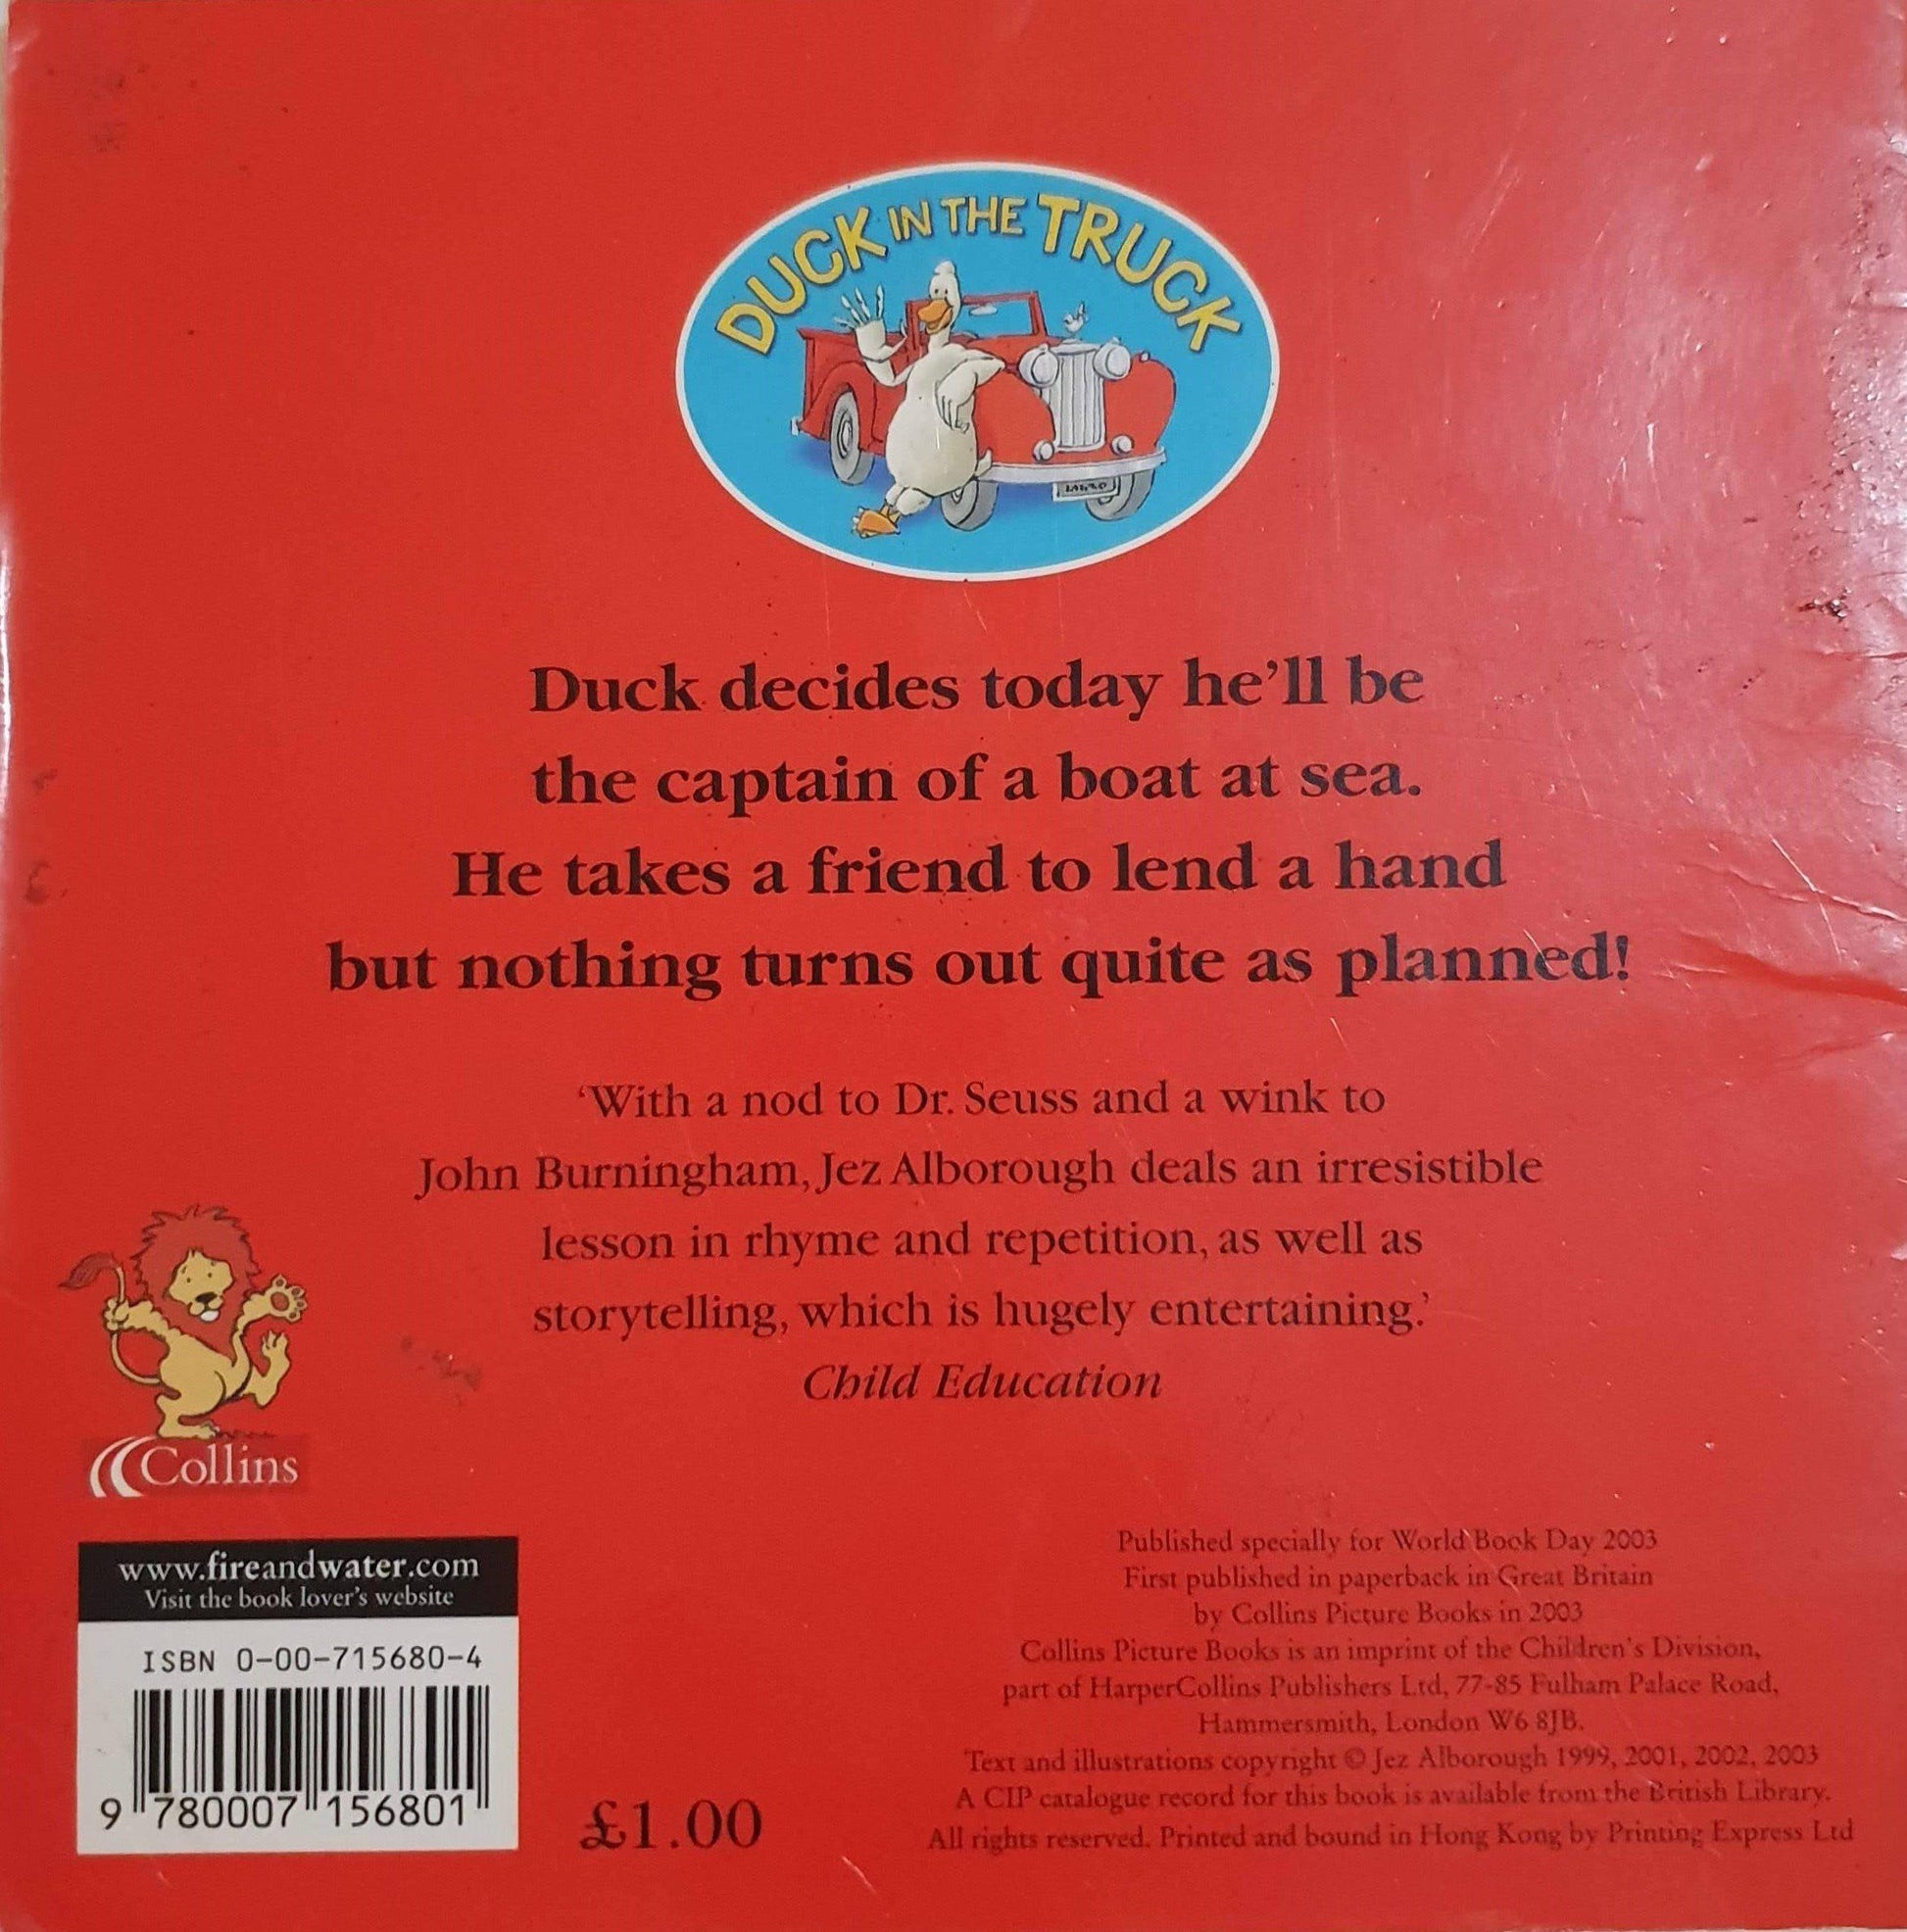 DUCK IN THE TRUCK
Duck decides today he'll be
the captain of a boat at sea.
He takes a friend to lend a hand
but nothing turns out quite as planned!
'With a nod to Dr. Seuss and a wink to
John Burningham, Jez Alborough deals an irresistible
lesson in rhyme and repetition, as well as
storytelling, which is hugely entertaining.'
Child Education
Collins
www.fireandwater.com
Visit the book lover's website
ISBN 0-00-715680-4
9 780007 156801
£1.00
Published specially for World Book Day 2003
First published in paperback in Great Britain
by Collins Picture Books in 2003
Collins Picture Books is an imprint of the Children's Division,
part of HarperCollins Publishers Ltd, 77-85 Fulham Palace Road,
Hammersmith, London W6 8JB.
Text and illustrations copyright © Jez Alborough 1999, 2001, 2002, 2003
A CIP catalogue record for this book is available from the British Library.
All rights reserved. Printed and bound in Hong Kong by Printing Express Ltd